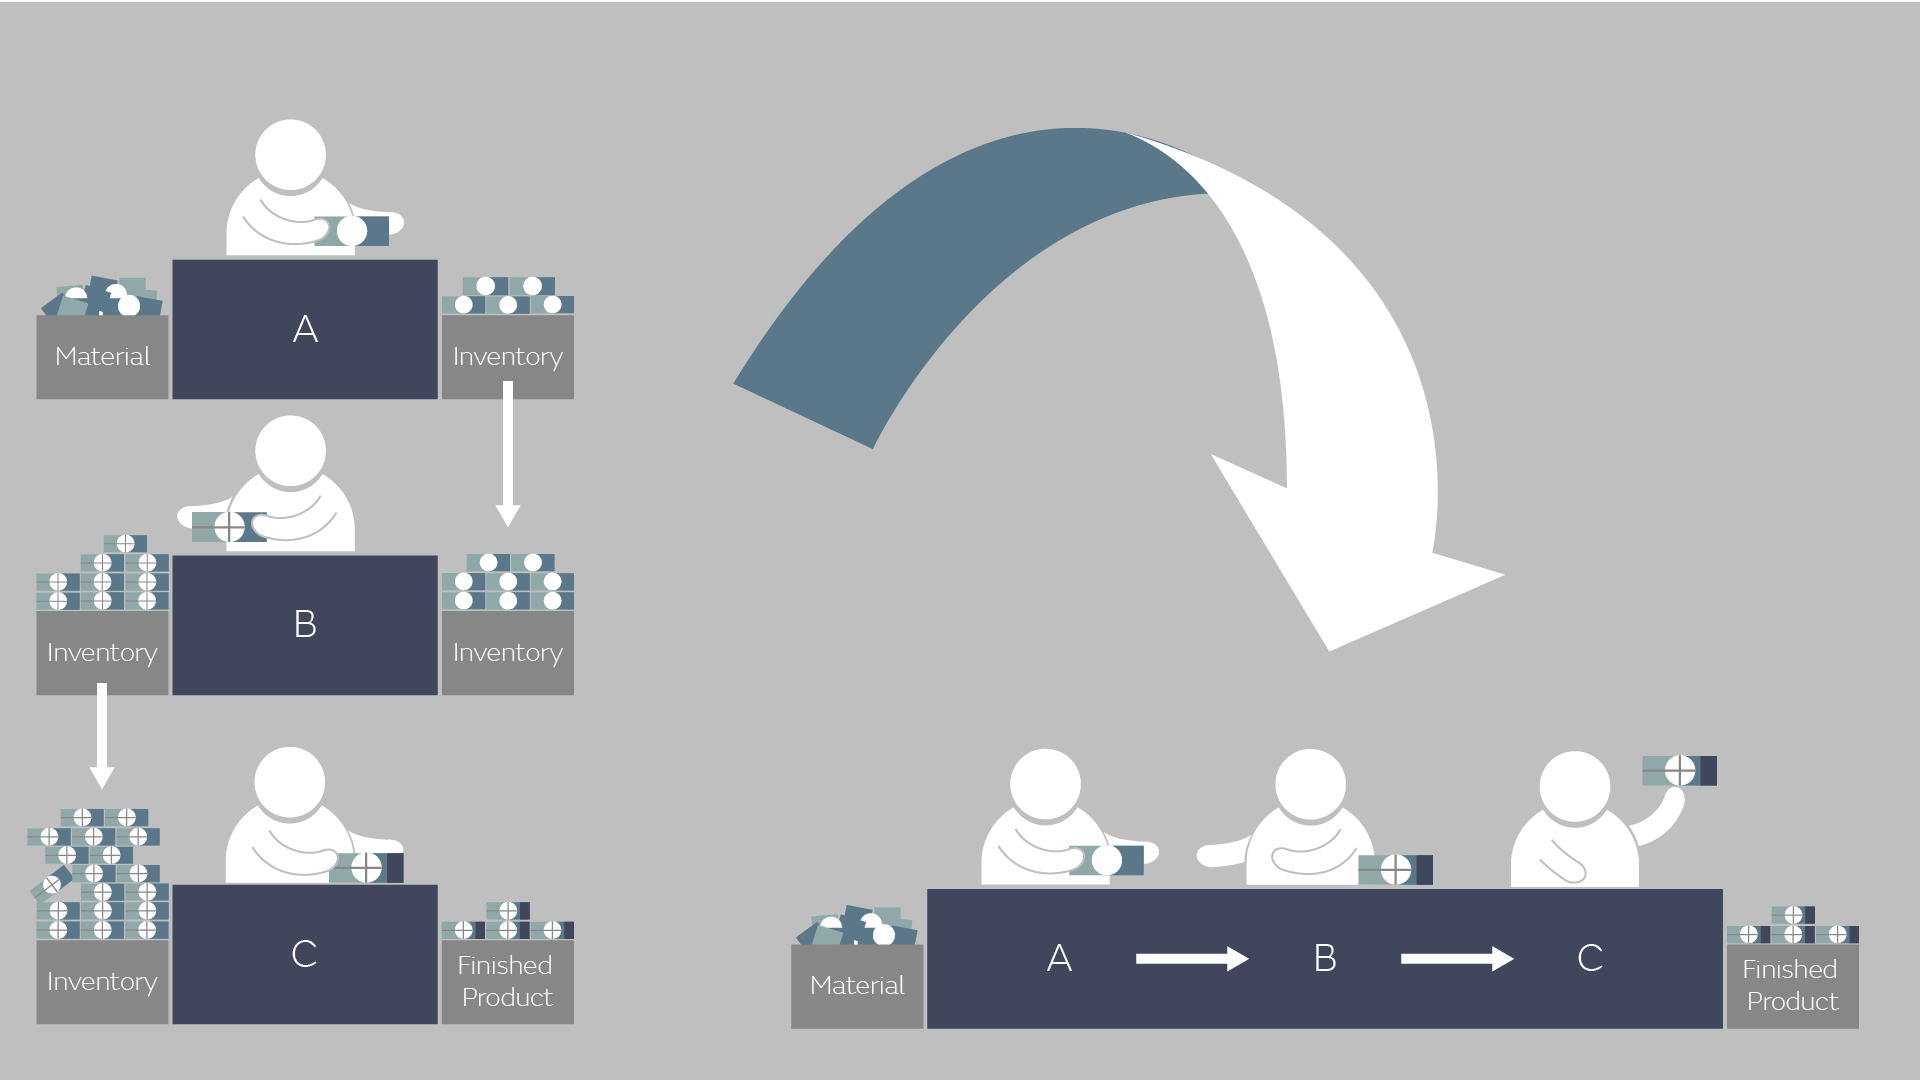 A
Material
Inventory
B
Inventory
Inventory
C
Inventory
Finished
Product
A
B
C
Material
Finished
Product